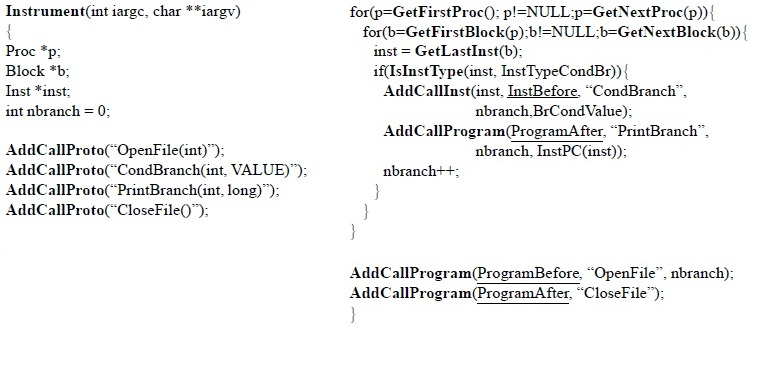 Instrument(int iargc, char **iargv)
{
Proc *p;
Block *b;
Inst *inst;
int nbranch = 0;
AddCallProto(“OpenFile(int)”);
AddCallProto(“CondBranch(int, VALUE)”);
AddCallProto(“PrintBranch(int, long)”);
AddCallProto(“CloseFile()”);
for(p=GetFirstProc(); p!=NULL;p=GetNextProc(p)){
for(b=GetFirstBlock(p);b!=NULL;b=GetNextBlock(b)){
inst = GetLastInst(b);
if(IsInstType(inst, InstTypeCondBr)){
AddCallInst(inst, InstBefore, “CondBranch”,
nbranch,BrCondValue);
AddCallProgram(ProgramAfter, “PrintBranch”,
nbranch, InstPC(inst));
nbranch++;
}
}
}
AddCallProgram(ProgramBefore, “OpenFile”, nbranch);
AddCallProgram(ProgramAfter, “CloseFile”);
}